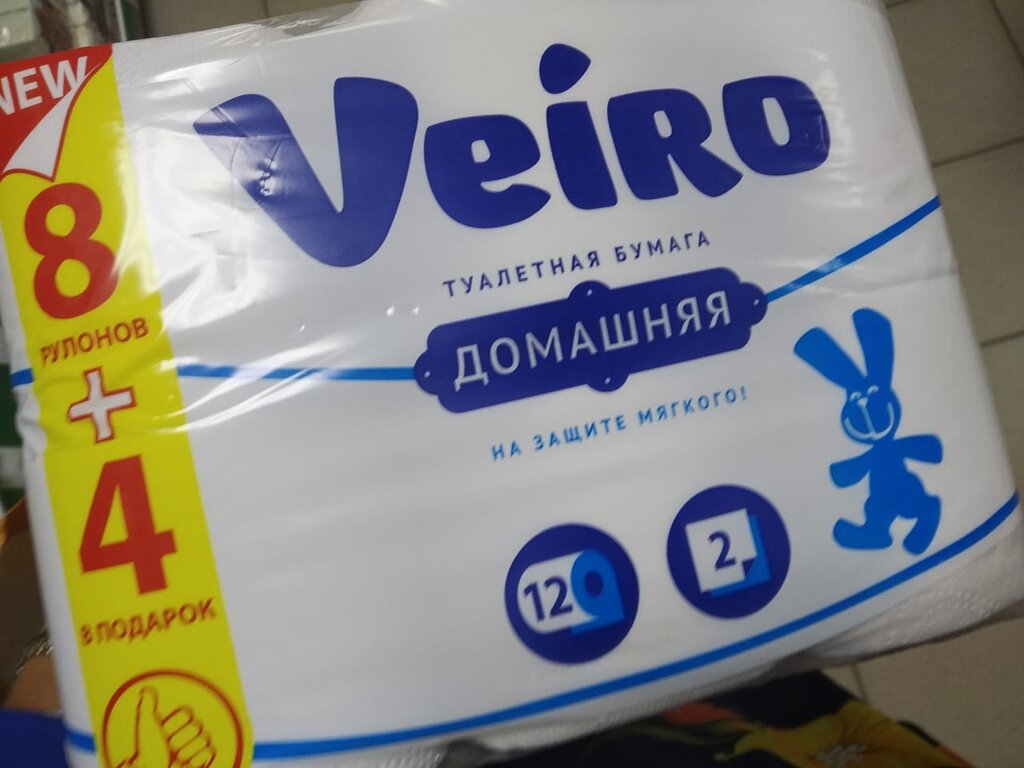 NEW
8
РУЛОНОВ
+
4
В ПОДАРОК
Veiro
ТУАЛЕТНАЯ БУМАГА
ДОМАШНЯЯ
НА ЗАЩИТЕ МЯГКОГО!
12
2